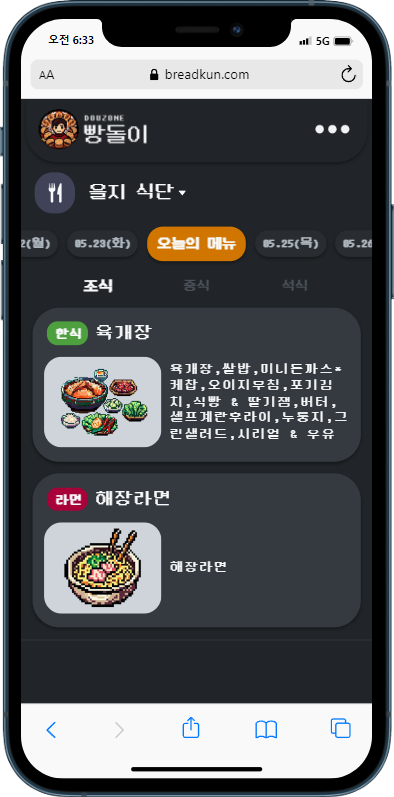 오전 6:33
5G
AA
breadkun.com
DOUZONE
빵돌이
을지 식단
2(월)
05.23(화)
오늘의 메뉴
05.25(목)
05.26
조식
중식
석식
한식
육개장
육개장,쌀밥,미니돈까스*
케찹,오이지무침,포기김
치,식빵 & 딸기잼,버터,
셀프계란후라이,누룽지,그
린샐러드,시리얼 & 우유
라면
해장라면
해장라면